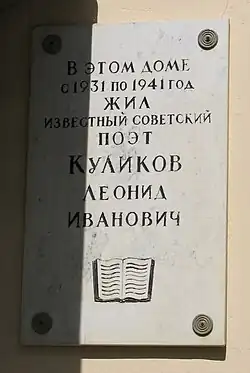 В ЭТОМ ДОМЕ
С 1931 ПО 1941 ГОД
ЖИЛ
ИЗВЕСТНЫЙ СОВЕТСКИЙ
ПОЭТ
КУЛИКОВ
ЛЕОНИД
ИВАНОВИЧ